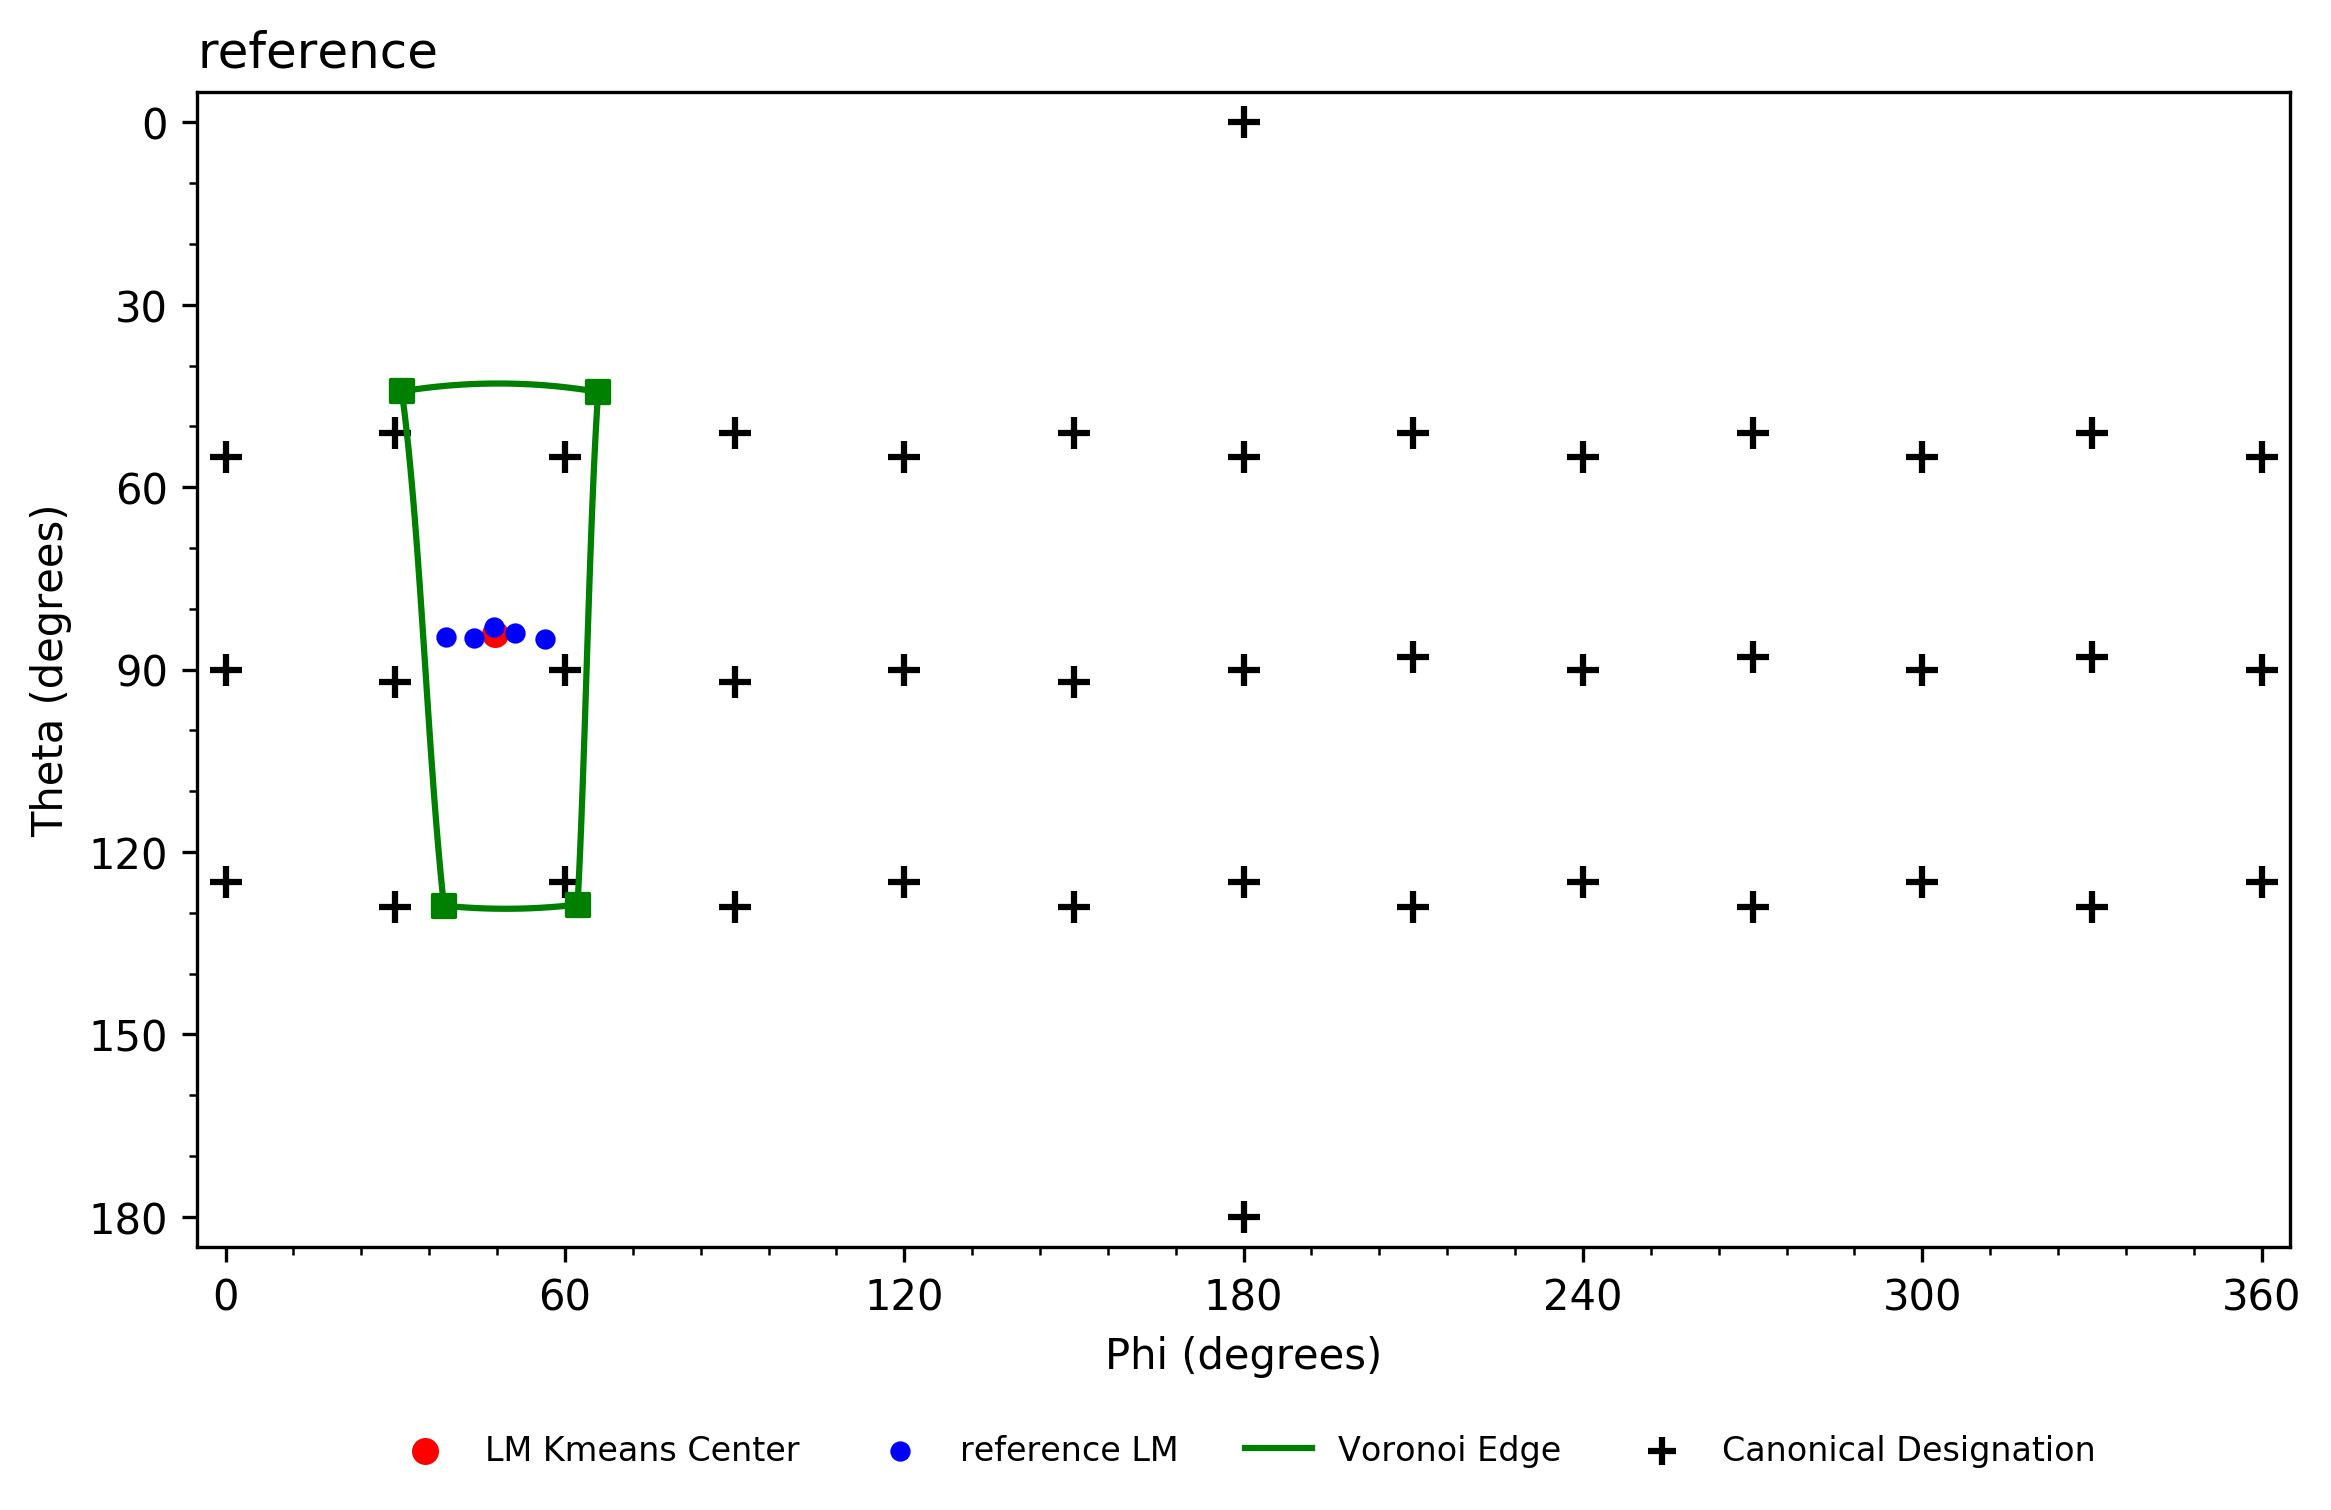 reference
0
30
60
90
120
150
180
Theta (degrees)
0 60 120 180 240 300 360
Phi (degrees)
LM Kmeans Center reference LM Voronoi Edge Canonical Designation